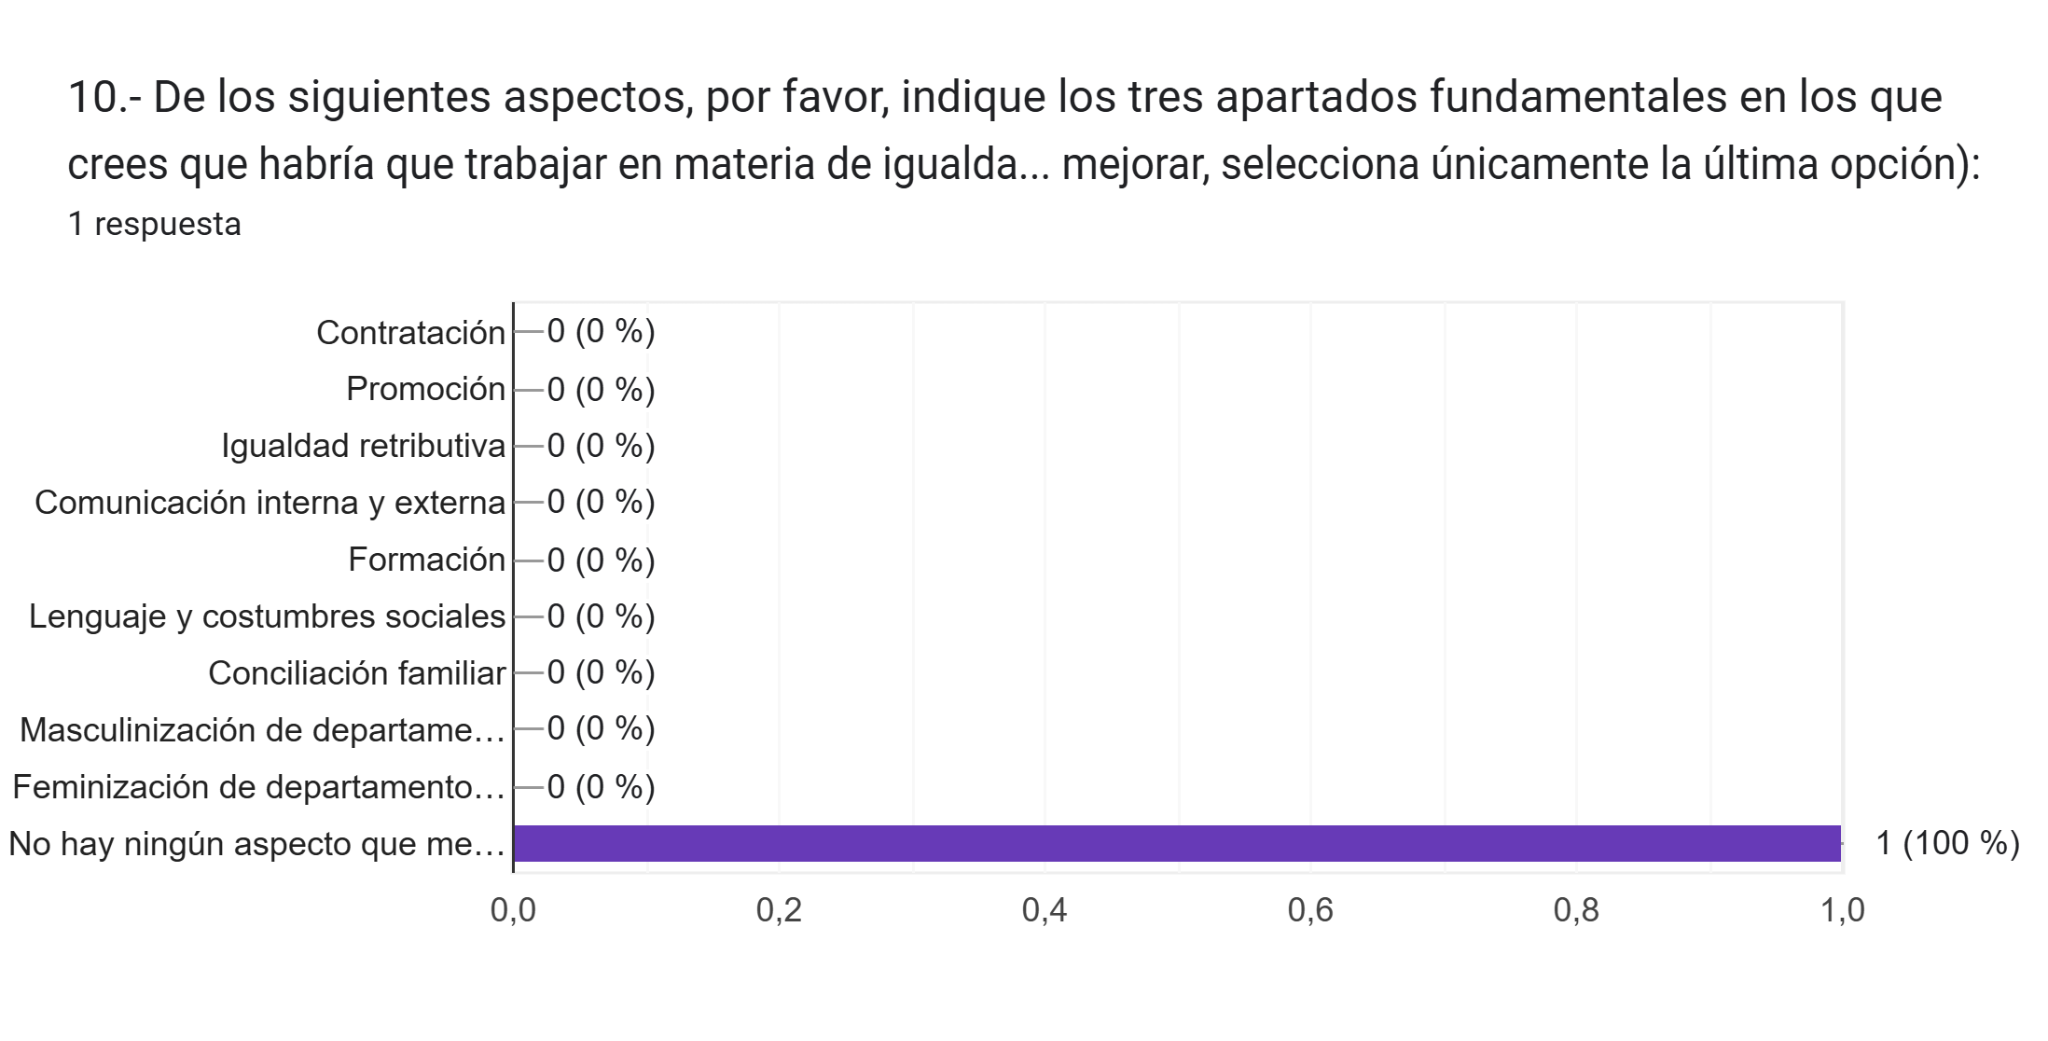 10.- De los siguientes aspectos, por favor, indique los tres apartados fundamentales en los que
crees que habría que trabajar en materia de igualda... mejorar, selecciona únicamente la última opción):
1 respuesta
Contratación 0 (0 %)
Promoción 0 (0 %)
Igualdad retributiva 0 (0 %)
Comunicación interna y externa 0 (0 %)
Formación 0 (0 %)
Lenguaje y costumbres sociales 0 (0 %)
Conciliación familiar 0 (0 %)
Masculinización de departame… 0 (0 %)
Feminización de departamento… 0 (0 %)
No hay ningún aspecto que me… 1 (100 %)
0,0 0,2 0,4 0,6 0,8 1,0